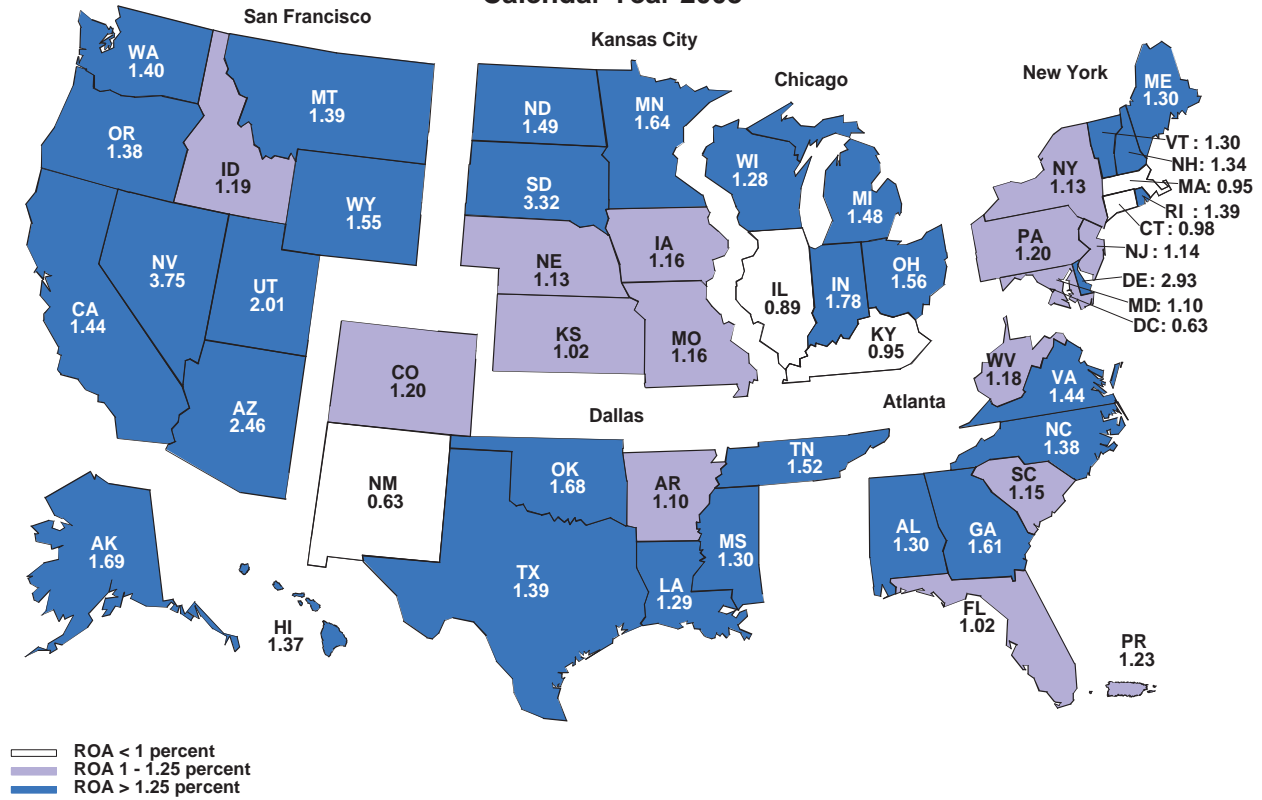 San Francisco
Kansas City
Chicago
New York
WA
1.40
MT
1.39
OR
1.38
ID
1.19
WY
1.55
NV
3.75
UT
2.01
CA
1.44
AZ
2.46
AK
1.69
HI
1.37
ND
1.49
MN
1.64
SD
3.32
NE
1.13
IA
1.16
KS
1.02
MO
1.16
WI
1.28
MI
1.48
IL
0.89
IN
1.78
OH
1.56
KY
0.95
ME
1.30
VT : 1.30
NH: 1.34
MA: 0.95
RI : 1.39
CT: 0.98
NJ : 1.14
DE: 2.93
MD: 1.10
DC: 0.63
NY
1.13
PA
1.20
Dallas
Atlanta
CO
1.20
NM
0.63
OK
1.68
AR
1.10
TN
1.52
TX
1.39
LA
1.29
MS
1.30
WV
1.18
VA
1.44
NC
1.38
SC
1.15
AL
1.30
GA
1.61
FL
1.02
PR
1.23
ROA < 1 percent
ROA 1 - 1.25 percent
ROA > 1.25 percent